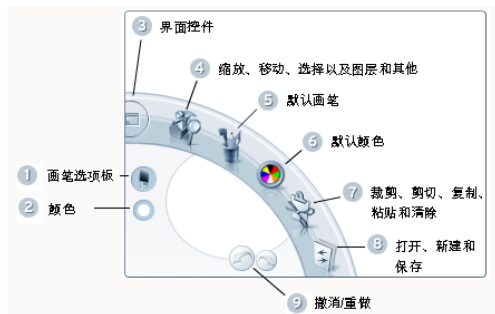 3 界面控件
4 缩放、移动、选择以及图层和其他
5 默认画笔
6 默认颜色
1 画笔选项板
2 颜色
7 裁剪、剪切、复制、
粘贴和清除
8 打开、新建和
保存
9 撤消/重做